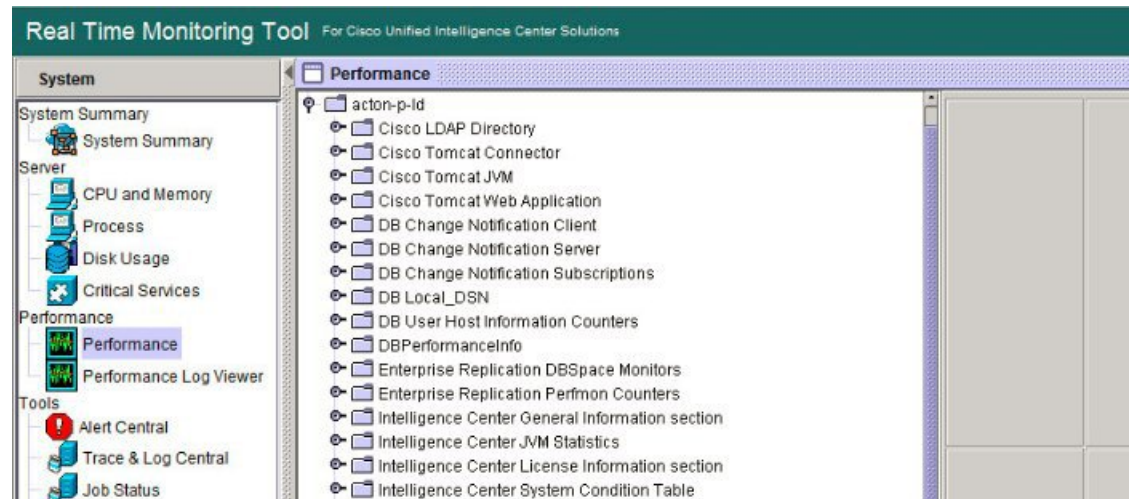 Real Time Monitoring Tool For Cisco Unified Intelligence Center Solutions
System
System Summary
System Summary
Server
CPU and Memory
Process
Disk Usage
Critical Services
Performance
Performance
Performance Log Viewer
Tools
Alert Central
Trace & Log Central
Job Status
Performance
acton-p-ld
Cisco LDAP Directory
Cisco Tomcat Connector
Cisco Tomcat JVM
Cisco Tomcat Web Application
DB Change Notification Client
DB Change Notification Server
DB Change Notification Subscriptions
DB Local_DSN
DB User Host Information Counters
DBPerformanceInfo
Enterprise Replication DBSpace Monitors
Enterprise Replication Perfmon Counters
Intelligence Center General Information section
Intelligence Center JVM Statistics
Intelligence Center License Information section
Intelligence Center System Condition Table